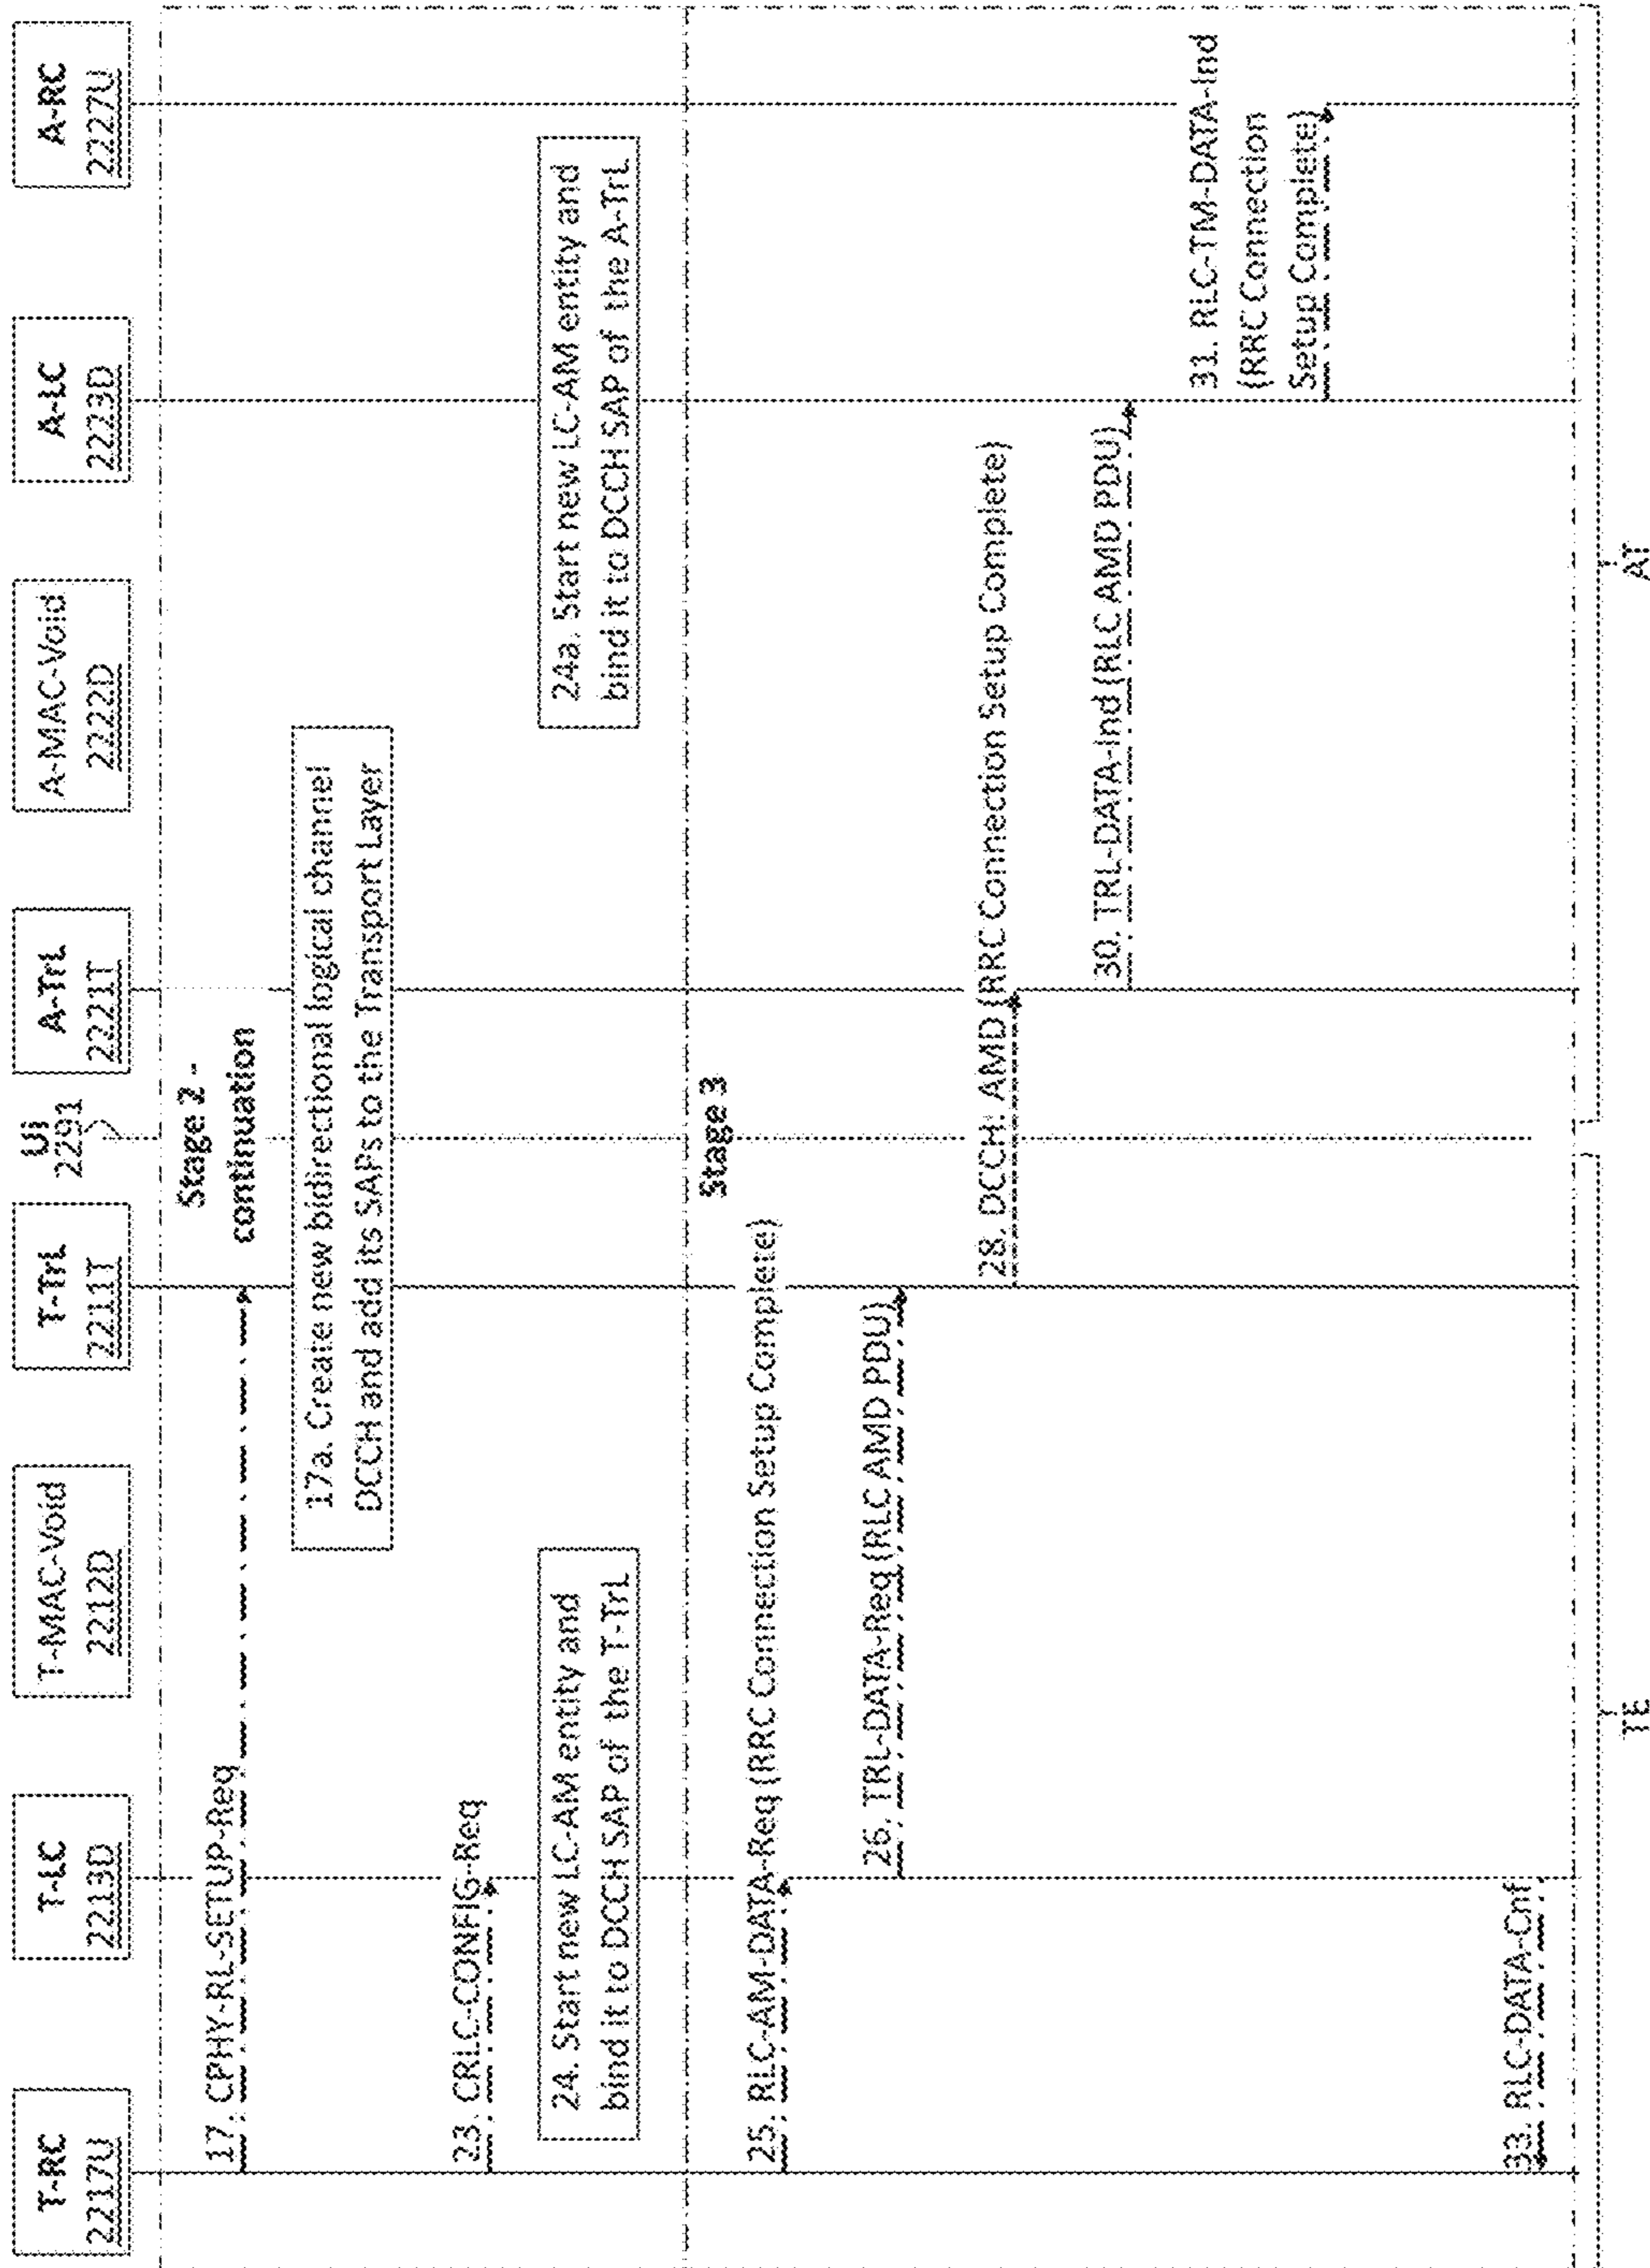 T-RC
2217U
T-LC
2213D
T-MAC-Void
2212D
T-TrL
2211T
Ui
2291
A-TrL
2221T
A-MAC-Void
2222D
A-LC
2223D
A-RC
2227U
Stage 2 -
continuation
17. CPHY-RL-SETUP-Req
17a. Create new bidirectional logical channel
DCCH and add its SAPs to the Transport Layer
23. CRLC-CONFIG-Req
24. Start new LC-AM entity and
bind it to DCCH SAP of the T-TrL
24a. Start new LC-AM entity and
bind it to DCCH SAP of the A-TrL
Stage 3
25. RLC-AM-DATA-Req (RRC Connection Setup Complete)
26. TRL-DATA-Req (RLC AMD PDU)
28. DCCH: AMD (RRC Connection Setup Complete)
30. TRL-DATA-Ind (RLC AMD PDU)
31. RLC-TM-DATA-Ind
(RRC Connection
Setup Complete)
33. RLC-DATA-Cnf
TE
AT